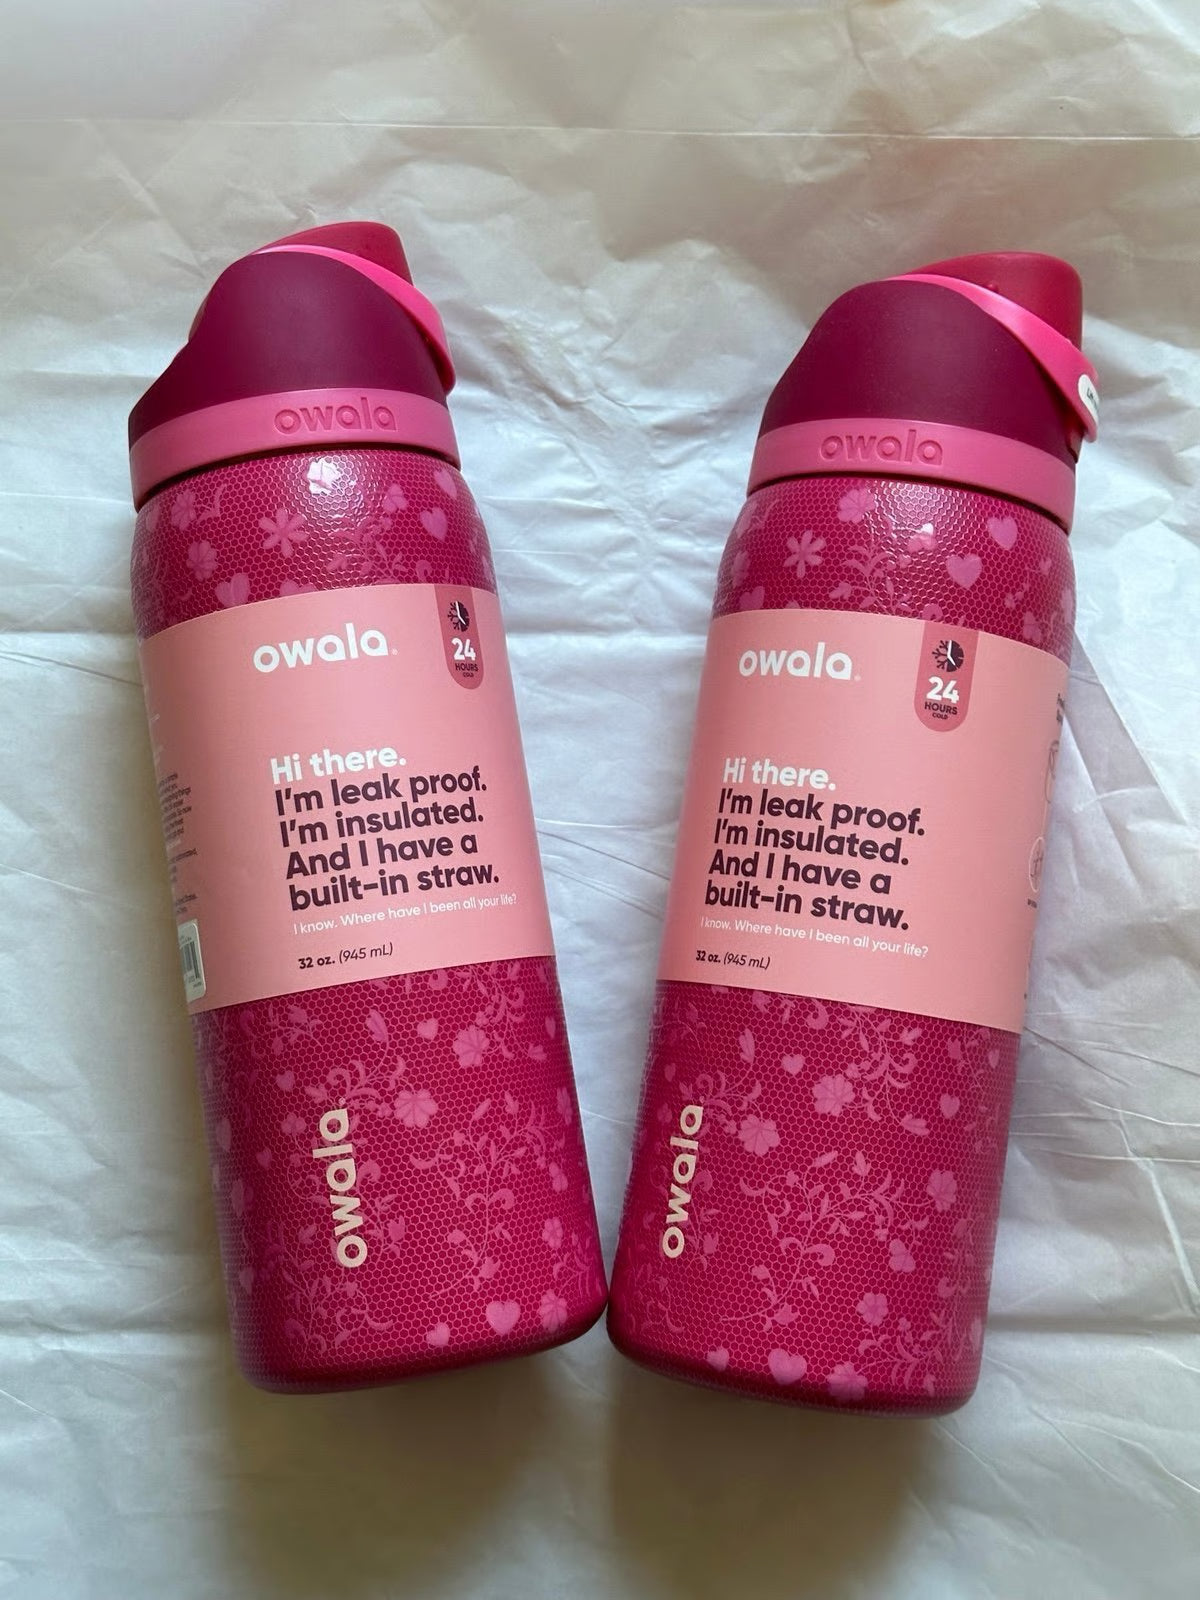 owala
owala
24
HOURS
COLD
Hi there.
I'm leak proof.
I'm insulated.
And I have a
built-in straw.
I know. Where have I been all your life?
32 oz. (945 mL)
owala
owala
owala
24
HOURS
COLD
Hi there.
I'm leak proof.
I'm insulated.
And I have a
built-in straw.
I know. Where have I been all your life?
32 oz. (945 mL)
owala